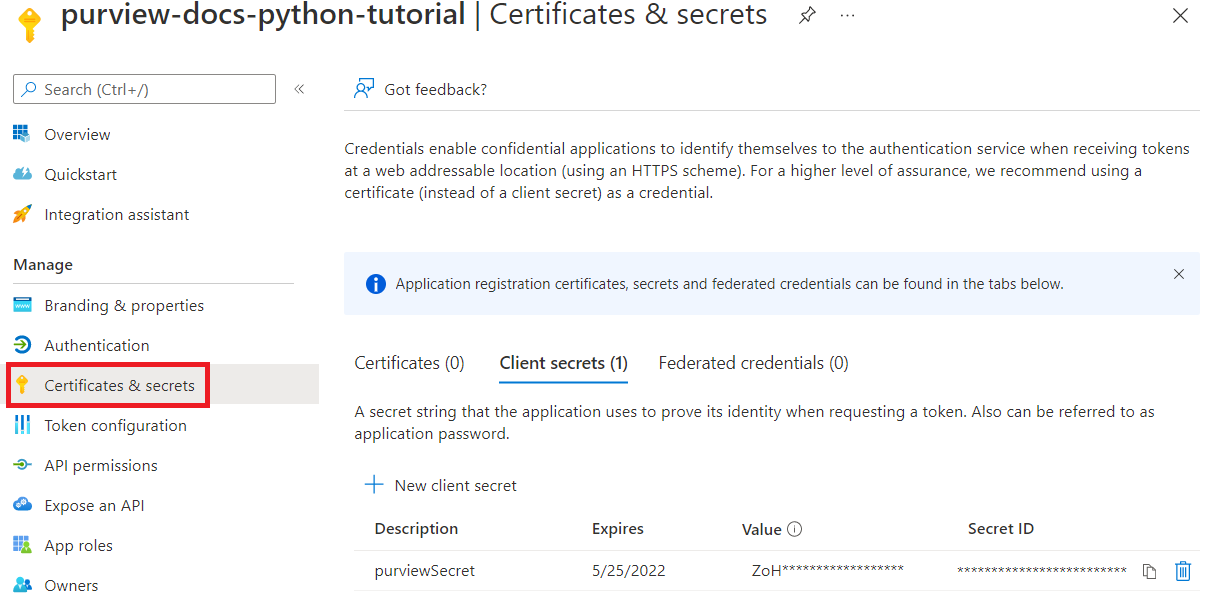 purview-docs-python-tutorial | Certificates & secrets
Search (Ctrl+/)
Overview
Quickstart
Integration assistant
Manage
Branding & properties
Authentication
Certificates & secrets
Token configuration
API permissions
Expose an API
App roles
Owners
Got feedback?
Credentials enable confidential applications to identify themselves to the authentication service when receiving tokens
at a web addressable location (using an HTTPS scheme). For a higher level of assurance, we recommend using a
certificate (instead of a client secret) as a credential.
Application registration certificates, secrets and federated credentials can be found in the tabs below.
Certificates (0) Client secrets (1) Federated credentials (0)
A secret string that the application uses to prove its identity when requesting a token. Also can be referred to as
application password.
New client secret
Description Expires Value Secret ID
purviewSecret 5/25/2022 ZoH****************** *************************